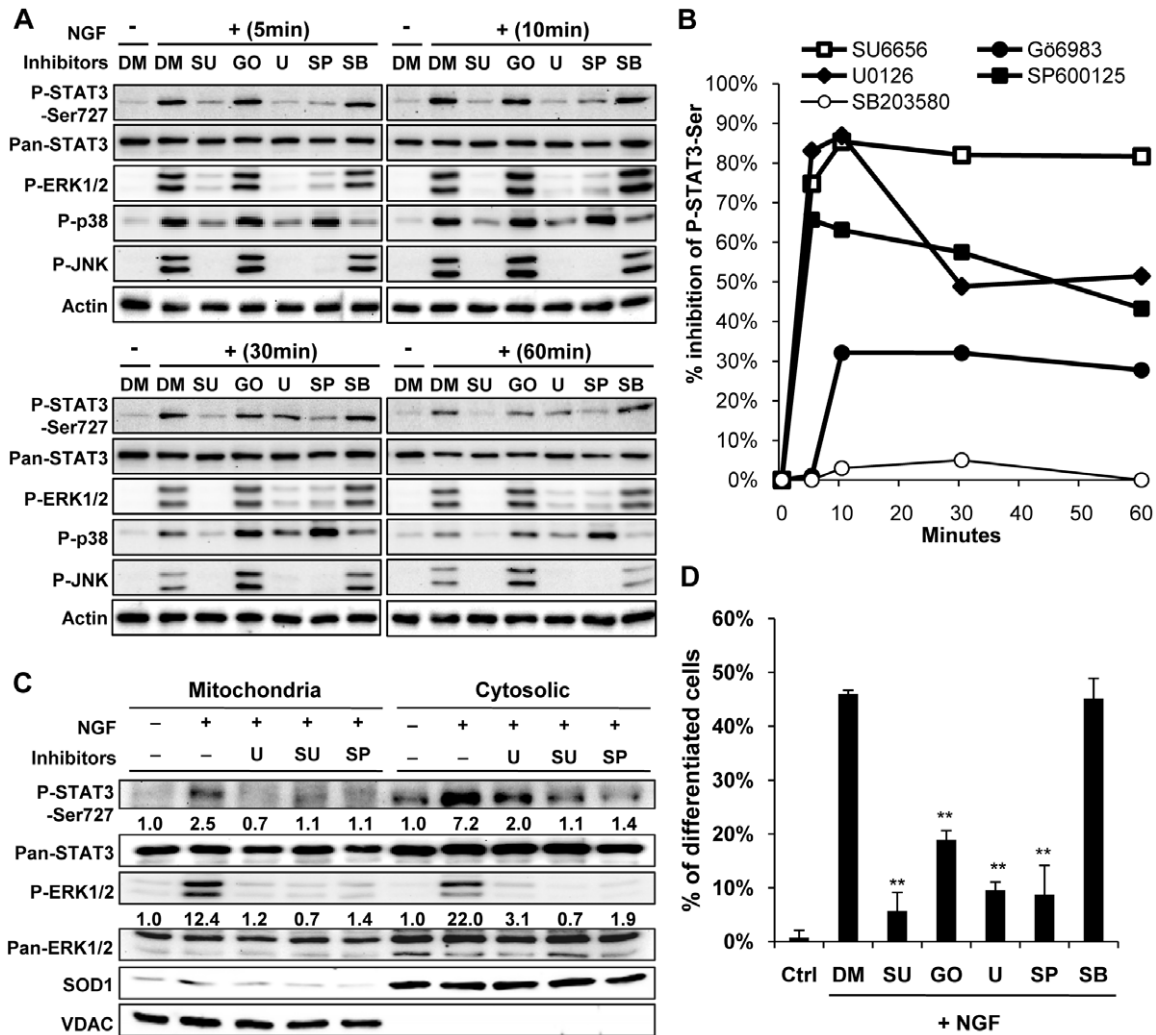 A
NGF - + (5min) - + (10min)
Inhibitors DM DM SU GO U SP SB DM DM SU GO U SP SB
P-STAT3
-Ser727
Pan-STAT3
P-ERK1/2
P-p38
P-JNK
Actin
- + (30min) - + (60min)
DM DM SU GO U SP SB DM DM SU GO U SP SB
P-STAT3
-Ser727
Pan-STAT3
P-ERK1/2
P-p38
P-JNK
Actin
B
SU6656 Gö6983
U0126 SP600125
SB203580
% inhibition of P-STAT3-Ser
100%
90%
80%
70%
60%
50%
40%
30%
20%
10%
0%
0 10 20 30 40 50 60
Minutes
C
Mitochondria Cytosolic
NGF – + + + + – + + + +
Inhibitors – – U SU SP – – U SU SP
P-STAT3
-Ser727
1.0 2.5 0.7 1.1 1.1 1.0 7.2 2.0 1.1 1.4
Pan-STAT3
P-ERK1/2
1.0 12.4 1.2 0.7 1.4 1.0 22.0 3.1 0.7 1.9
Pan-ERK1/2
SOD1
VDAC
D
% of differentiated cells
60%
50%
40%
30%
20%
10%
0%
** ** ** **
Ctrl DM SU GO U SP SB
+ NGF